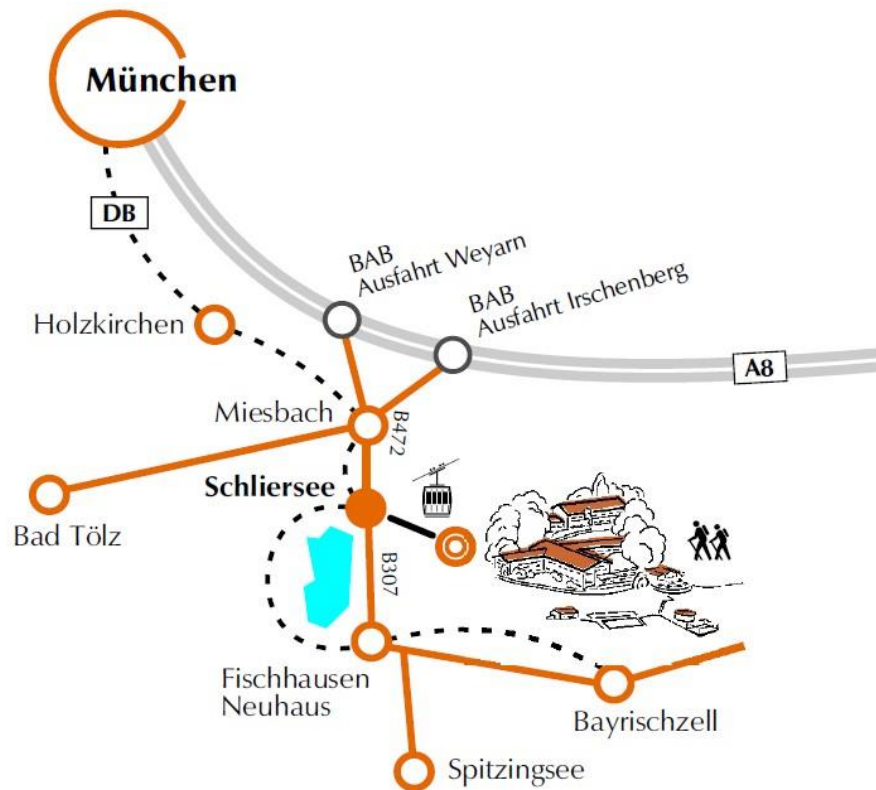 München
DB
BAB
Ausfahrt Weyarn
BAB
Ausfahrt Irschenberg
Holzkirchen
A8
Miesbach
B472
Schliersee
Bad Tölz
B307
Fischhausen
Neuhaus
Bayrischzell
Spitzingsee